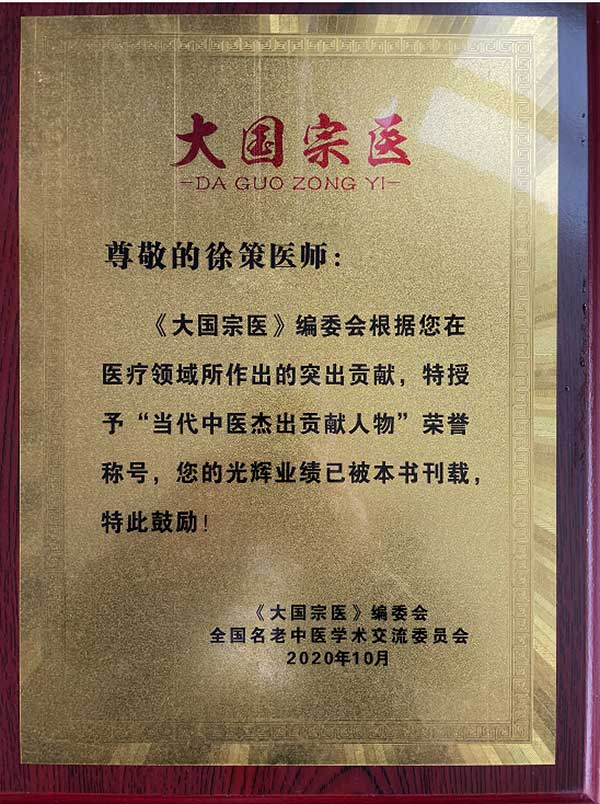 大国宗医
-DA GUO ZONG YI-
尊敬的徐策医师：
《大国宗医》编委会根据您在
医疗领域所作出的突出贡献，特授
予“当代中医杰出贡献人物”荣誉
称号，您的光辉业绩已被本书刊载，
特此鼓励！
《大国宗医》编委会
全国名老中医学术交流委员会
2020年10月